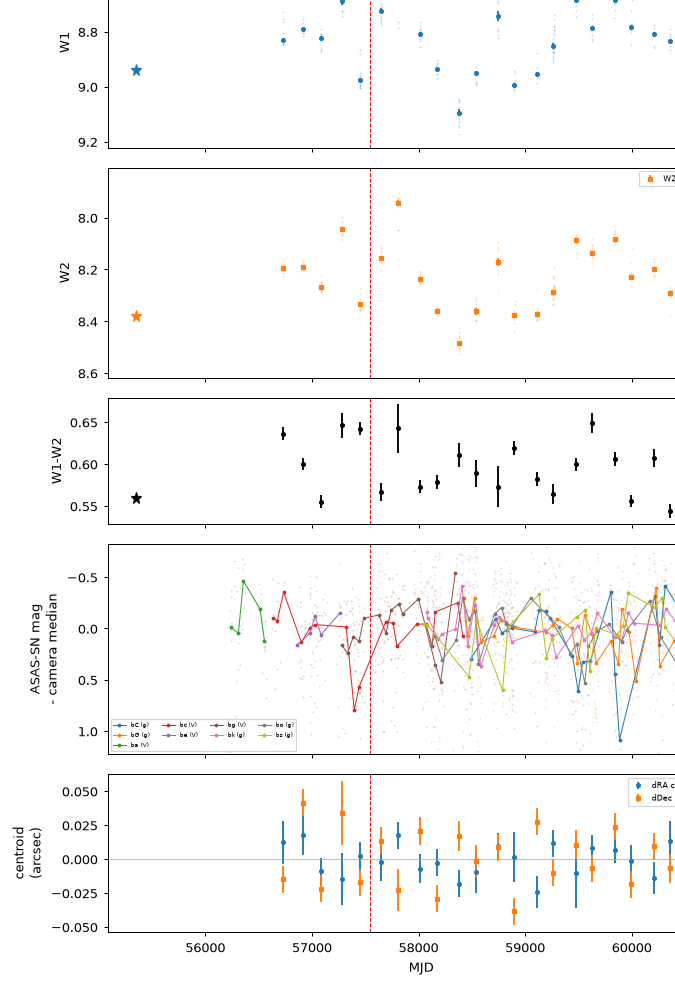 8.8
9.0
9.2
W1
W2
8.0
8.2
8.4
8.6
W2
0.65
0.60
0.55
W1-W2
−0.5
0.0
0.5
1.0
ASAS-SN mag
- camera median
bC (g)
bG (g)
ba (V)
bc (V)
be (V)
bg (V)
bk (g)
bo (g)
bs (g)
0.050
0.025
0.000
−0.025
−0.050
centroid
(arcsec)
dRA c
dDec
56000
57000
58000
59000
60000
MJD